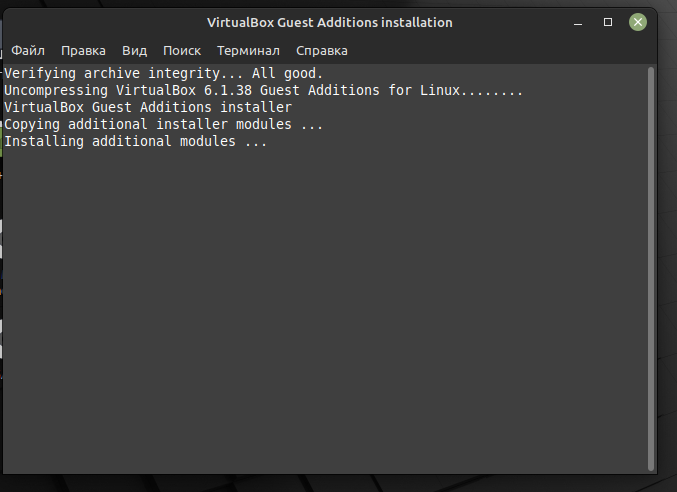 VirtualBox Guest Additions installation
Файл Правка Вид Поиск Терминал Справка
Verifying archive integrity... All good.
Uncompressing VirtualBox 6.1.38 Guest Additions for Linux........
VirtualBox Guest Additions installer
Copying additional installer modules ...
Installing additional modules ...